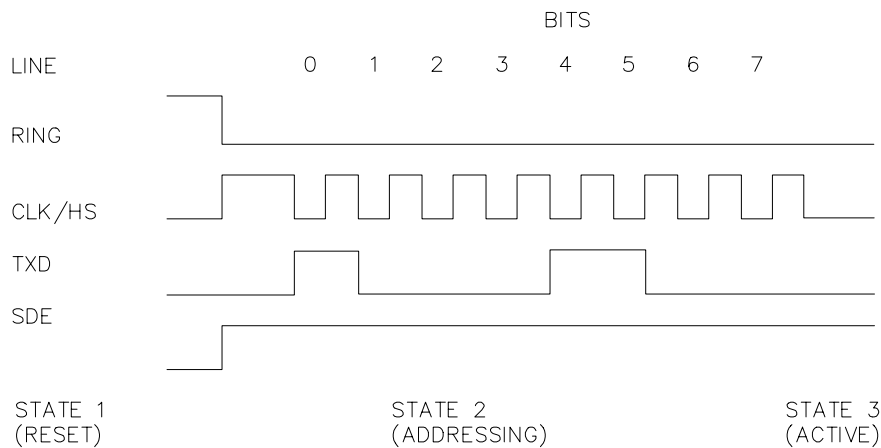 BITS
LINE 0 1 2 3 4 5 6 7
RING
CLK/HS
TXD
SDE
STATE 1 STATE 2 STATE 3
(RESET) (ADDRESSING) (ACTIVE)